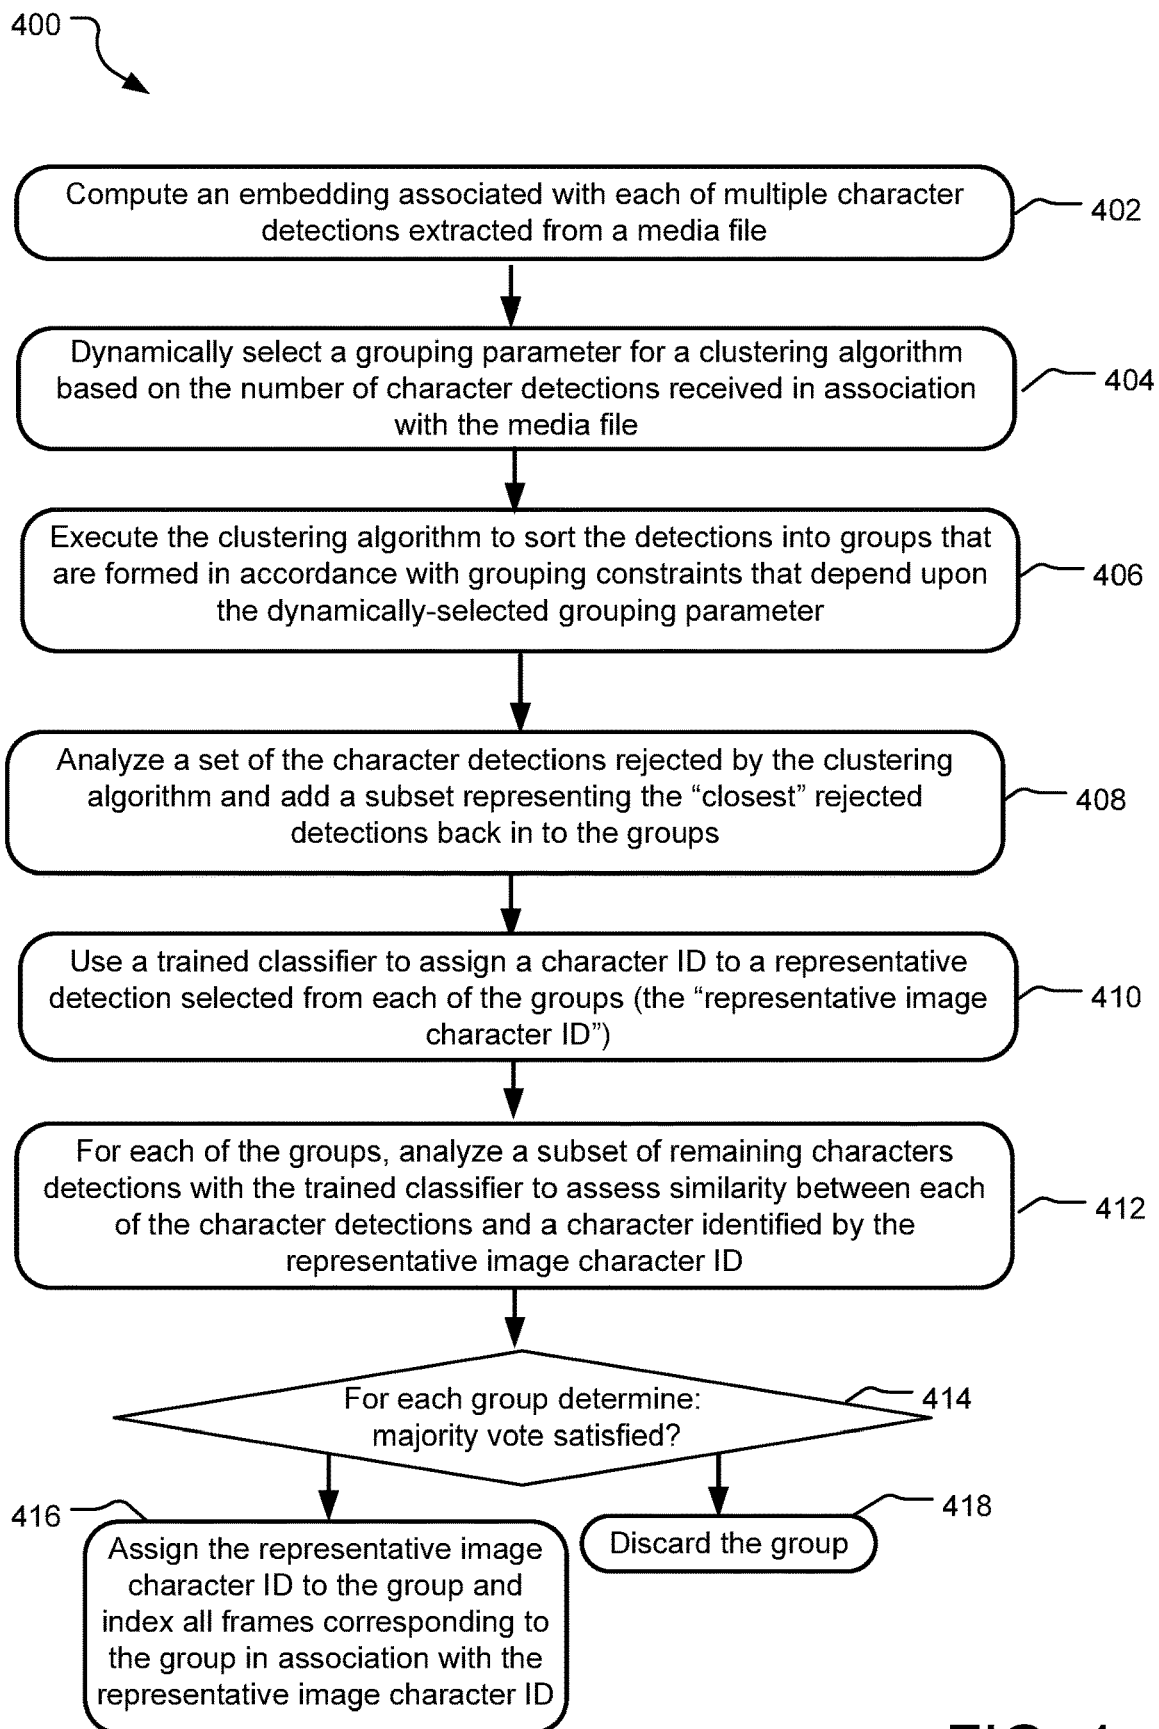 400
Compute an embedding associated with each of multiple character
detections extracted from a media file
402
Dynamically select a grouping parameter for a clustering algorithm
based on the number of character detections received in association
with the media file
404
Execute the clustering algorithm to sort the detections into groups that
are formed in accordance with grouping constraints that depend upon
the dynamically-selected grouping parameter
406
Analyze a set of the character detections rejected by the clustering
algorithm and add a subset representing the “closest” rejected
detections back in to the groups
408
Use a trained classifier to assign a character ID to a representative
detection selected from each of the groups (the “representative image
character ID”)
410
For each of the groups, analyze a subset of remaining characters
detections with the trained classifier to assess similarity between each
of the character detections and a character identified by the
representative image character ID
412
For each group determine:
majority vote satisfied?
414
416
Assign the representative image
character ID to the group and
index all frames corresponding to
the group in association with the
representative image character ID
Discard the group
418